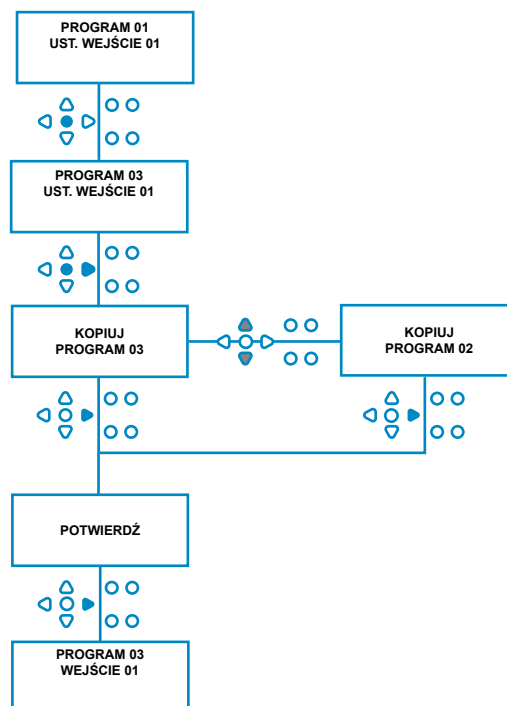 PROGRAM 01
UST. WEJŚCIE 01
PROGRAM 03
UST. WEJŚCIE 01
KOPIUJ
PROGRAM 03
KOPIUJ
PROGRAM 02
POTWIERDŹ
PROGRAM 03
WEJŚCIE 01